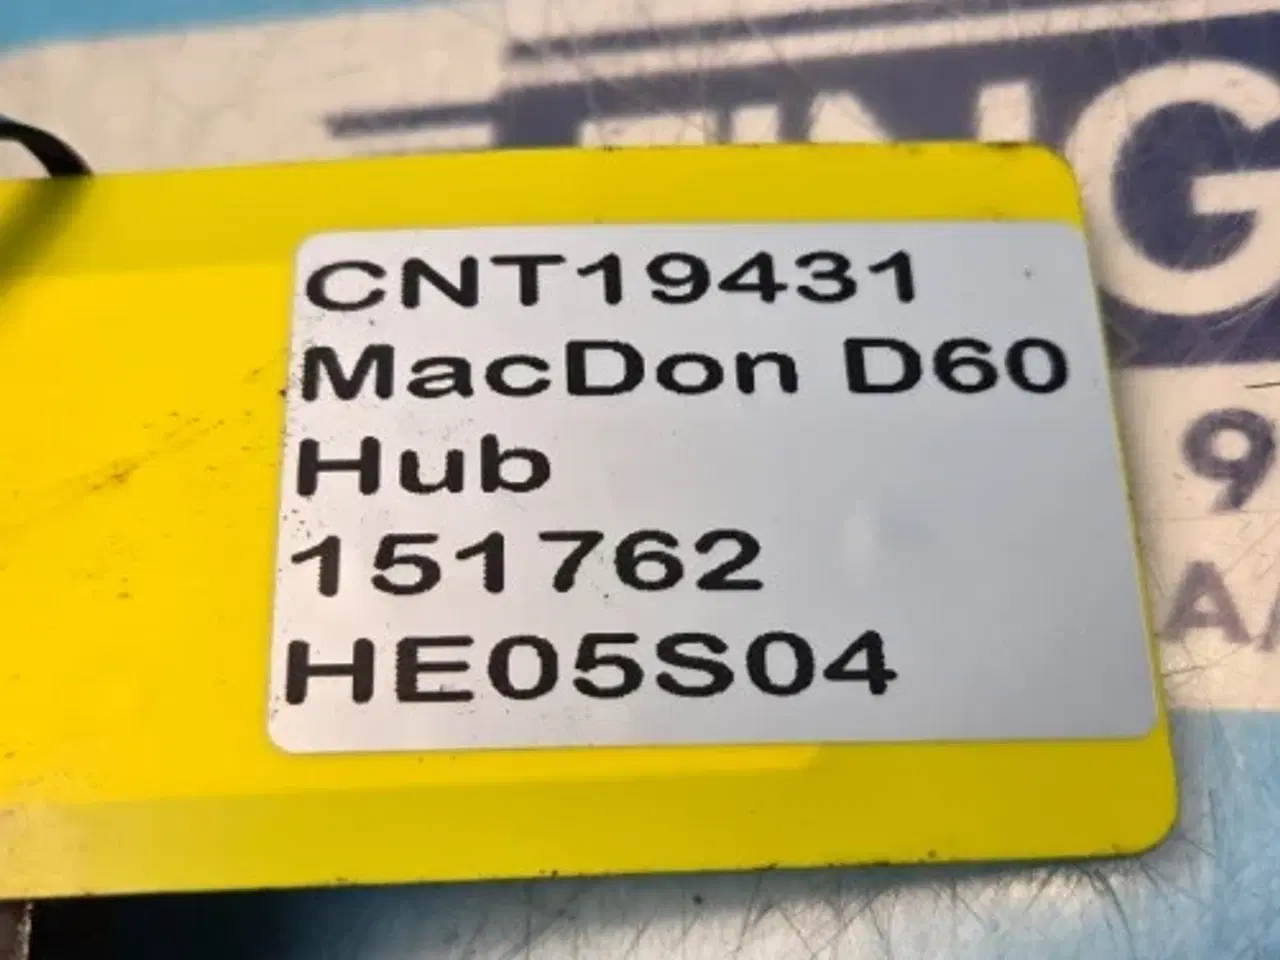 CNT19431
MacDon D60
Hub
151762
HE05S04